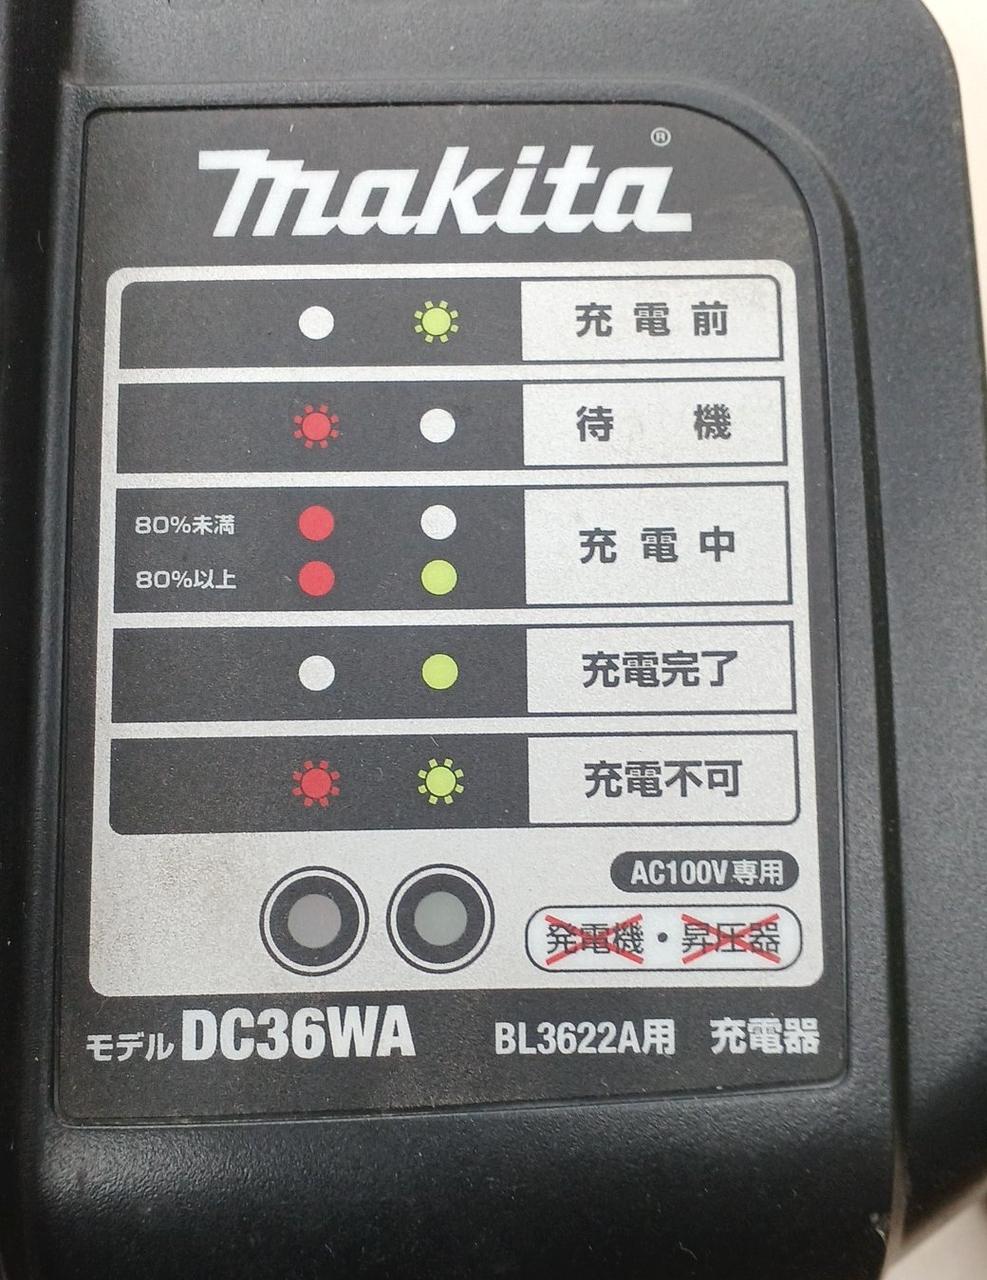 makita®
充電前
待機
80%未満
80%以上
充電中
充電完了
充電不可
AC100V専用
発電機・昇圧器
モデル DC36WA BL3622A用 充電器